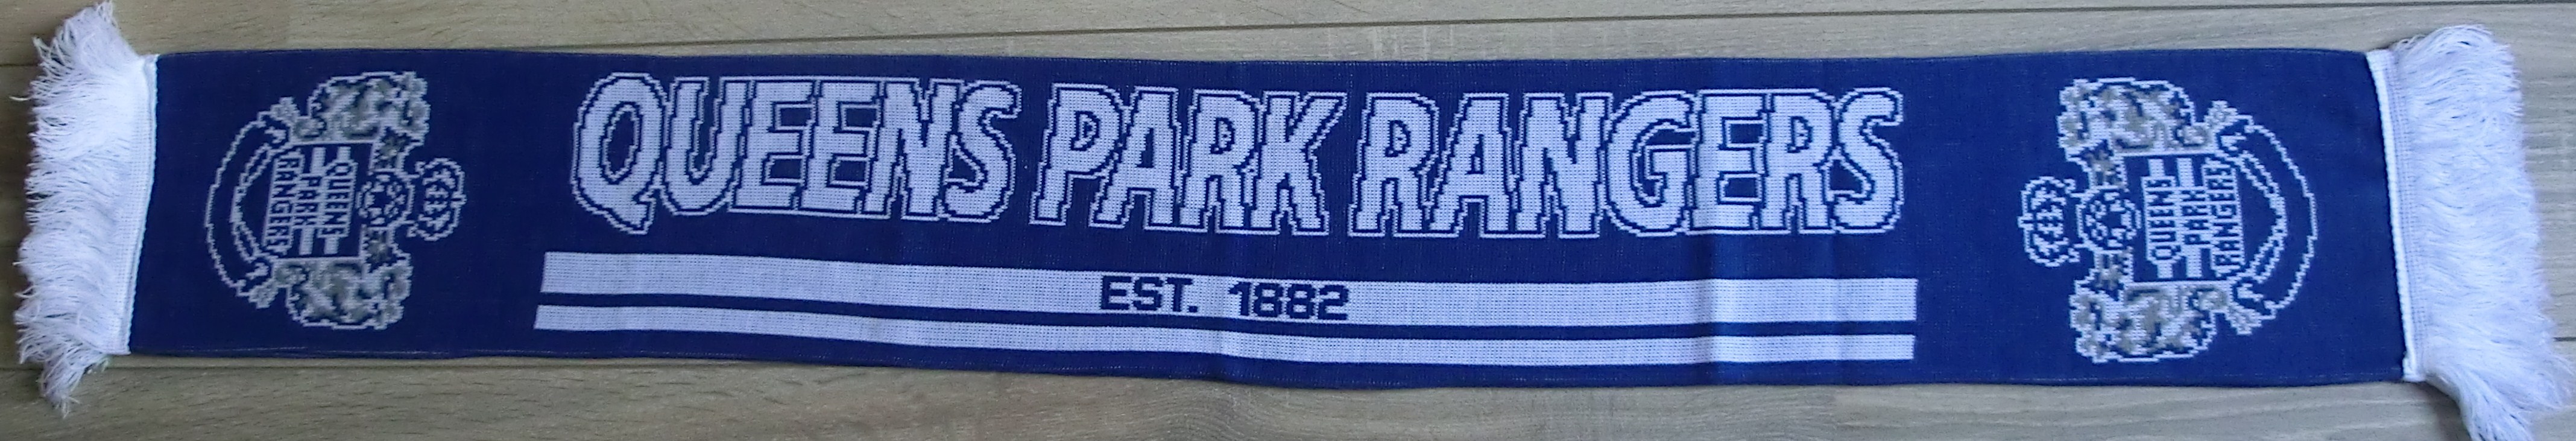 QUEENS
PARK
RANGERS
QUEENS PARK RANGERS
EST. 1882
QUEENS
PARK
RANGERS